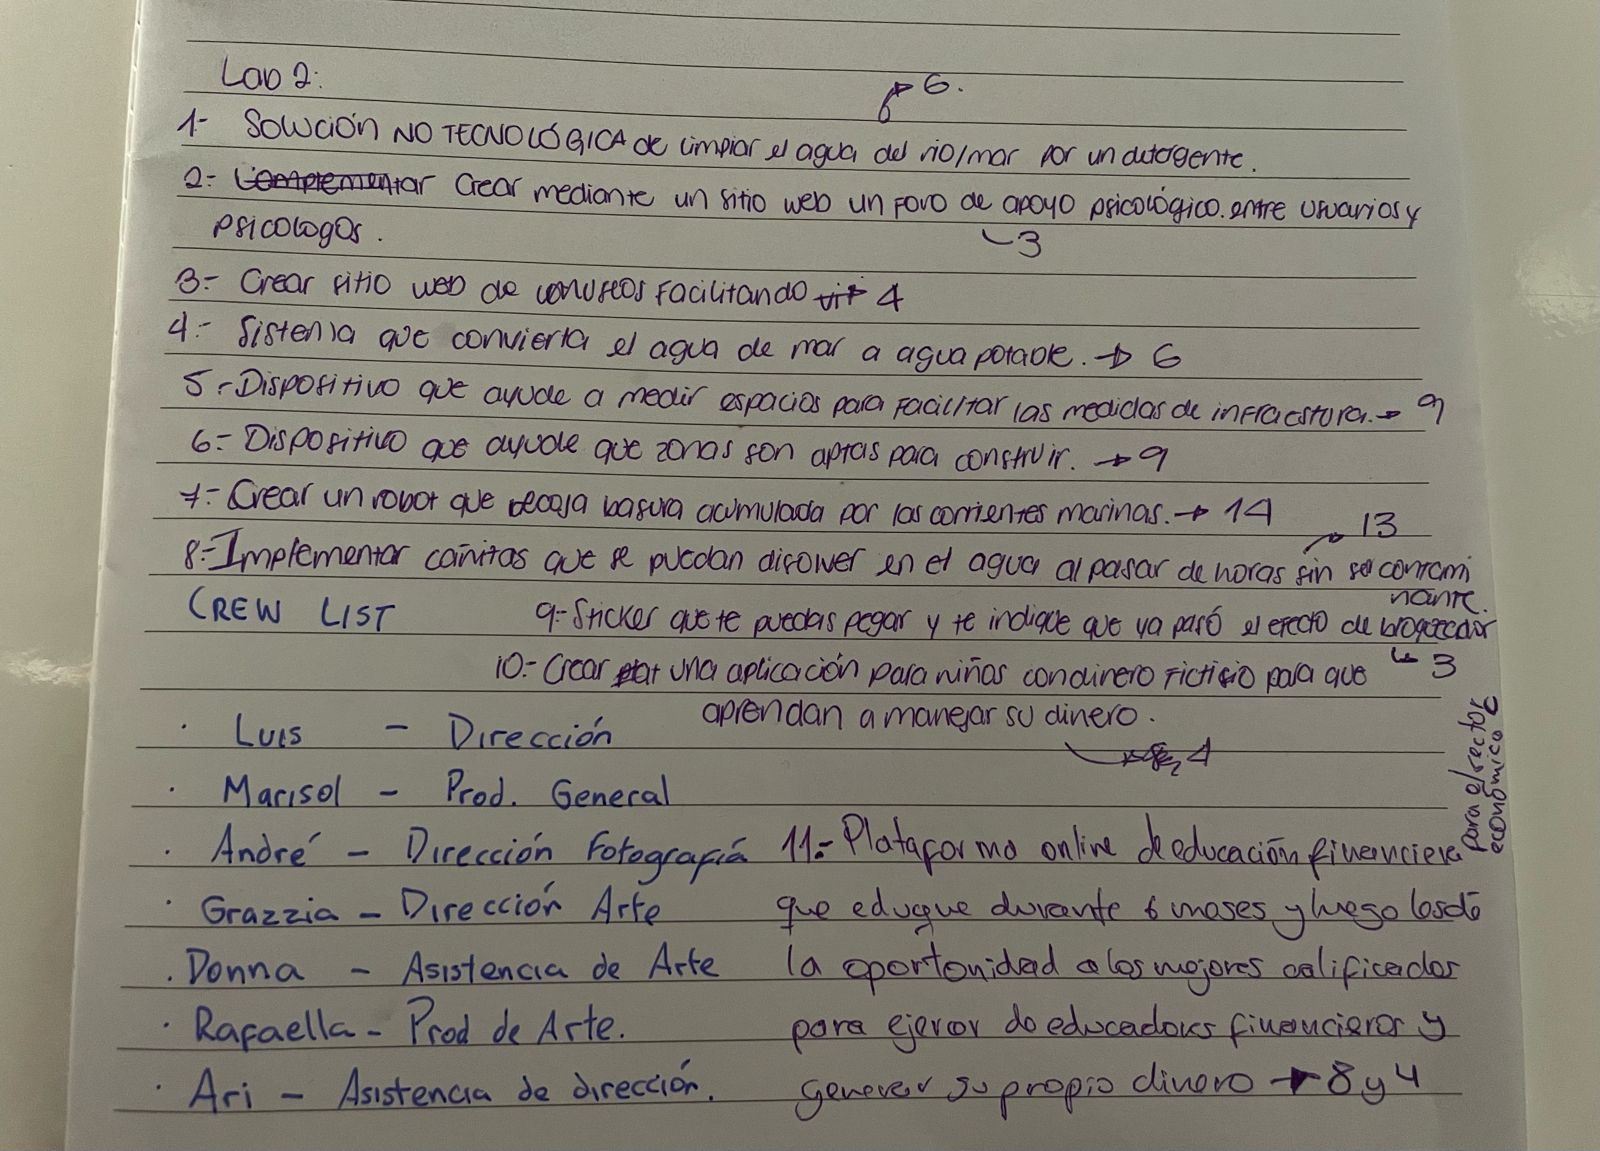 Lab 2:
→ 6.
1- Solución NO TECNOLÓGICA de limpiar el agua del rio/mar por un detergente.
2- Complementar Crear mediante un sitio web un foro de apoyo psicológico. entre usuarios y
psicologos.
→ 3
3- Crear sitio web de facilitando → 4
4- Sistema que convierta el agua de mar a agua potable. → 6
5- Dispositivo que ayude a medir espacios para facilitar las medidas de → 9
6- Dispositivo que ayude que zonas son aptas para construir. → 9
7- Crear un robot que recoja basura acumulada por las corrientes marinas. → 14
→ 13
8- Implementar cañitas que se puedan disolver en el agua al pasar de horas sin ser contami
nante.
CREW LIST
9- Sticker que te puedas pegar y te indique que ya pasó el efecto de bloqueador
→ 3
10- Crear una aplicación para niños con dinero ficticio para que
aprendan a manejar su dinero.
→ 4
· Luis - Dirección
· Marisol - Prod. General
· André - Dirección Fotografía
· Grazzia - Dirección Arte
· Donna - Asistencia de Arte
· Rafaella - Prod de Arte.
· Ari - Asistencia de dirección.
11.- Plataforma online de educación financiera
para el sector
económico
que eduque durante 6 meses y luego les dé
la oportunidad a los mejores calificados
para ejercer de educadores financieros y
generar su propio dinero → 8 y 4